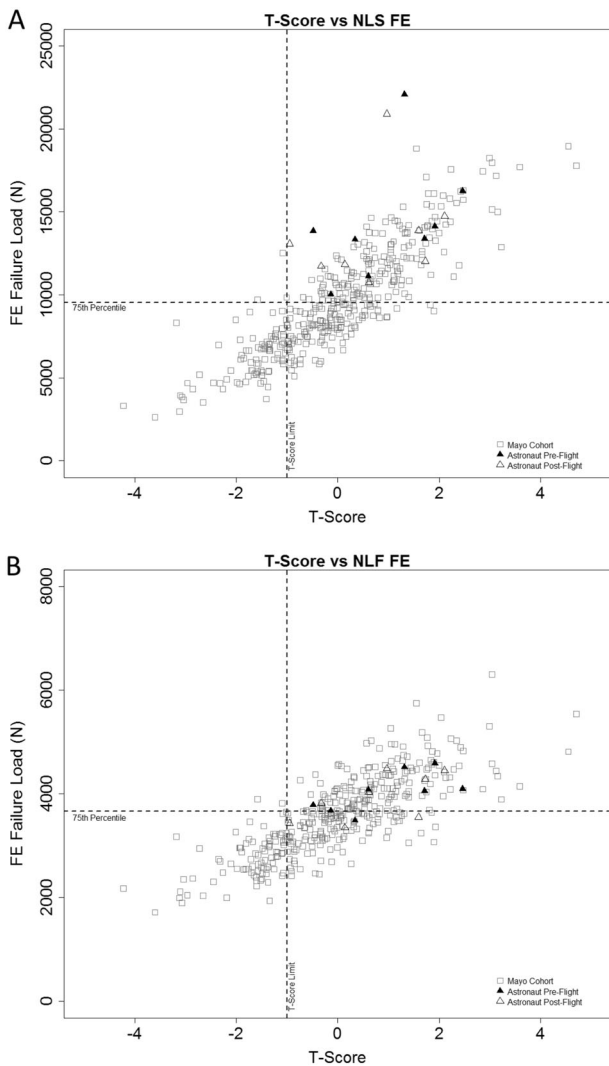 A
T-Score vs NLS FE
FE Failure Load (N)
25000
20000
15000
10000
5000
0
75th Percentile
T-Score Limit
Mayo Cohort
Astronaut Pre-Flight
Astronaut Post-Flight
-4 -2 0 2 4
T-Score
B
T-Score vs NLF FE
FE Failure Load (N)
8000
6000
4000
2000
0
75th Percentile
T-Score Limit
Mayo Cohort
Astronaut Pre-Flight
Astronaut Post-Flight
-4 -2 0 2 4
T-Score